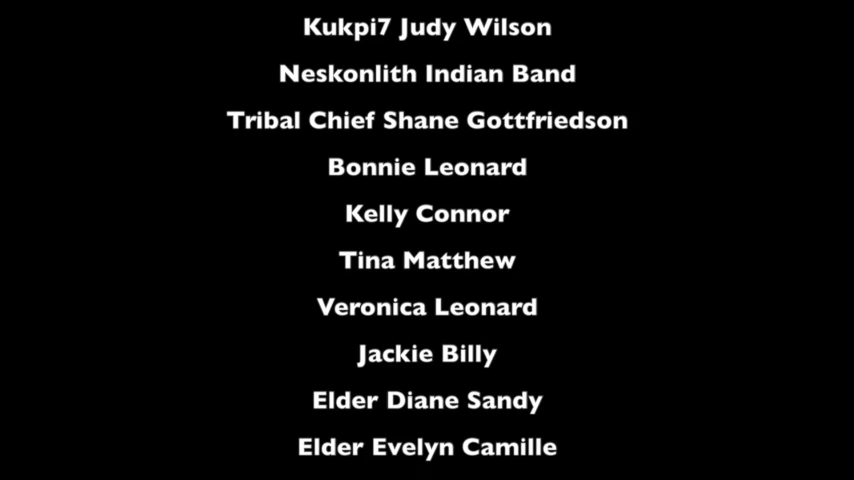 Kukpi7 Judy Wilson
Neskonlith Indian Band
Tribal Chief Shane Gottfriedson
Bonnie Leonard
Kelly Connor
Tina Matthew
Veronica Leonard
Jackie Billy
Elder Diane Sandy
Elder Evelyn Camille